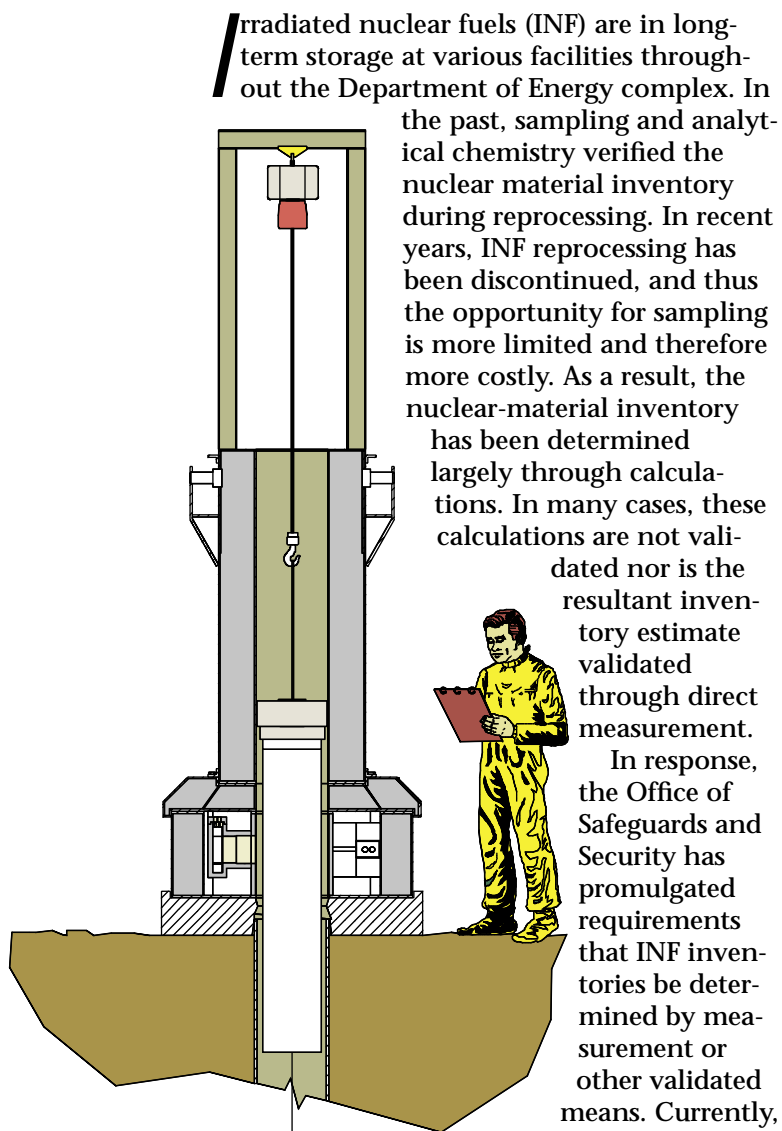 Irradiated nuclear fuels (INF) are in long-
term storage at various facilities through-
out the Department of Energy complex. In
the past, sampling and analyt-
ical chemistry verified the
nuclear material inventory
during reprocessing. In recent
years, INF reprocessing has
been discontinued, and thus
the opportunity for sampling
is more limited and therefore
more costly. As a result, the
nuclear-material inventory
has been determined
largely through calcula-
tions. In many cases, these
calculations are not vali-
dated nor is the
resultant inven-
tory estimate
validated
through direct
measurement.
In response,
the Office of
Safeguards and
Security has
promulgated
requirements
that INF inven-
tories be deter-
mined by mea-
surement or
other validated
means. Currently,